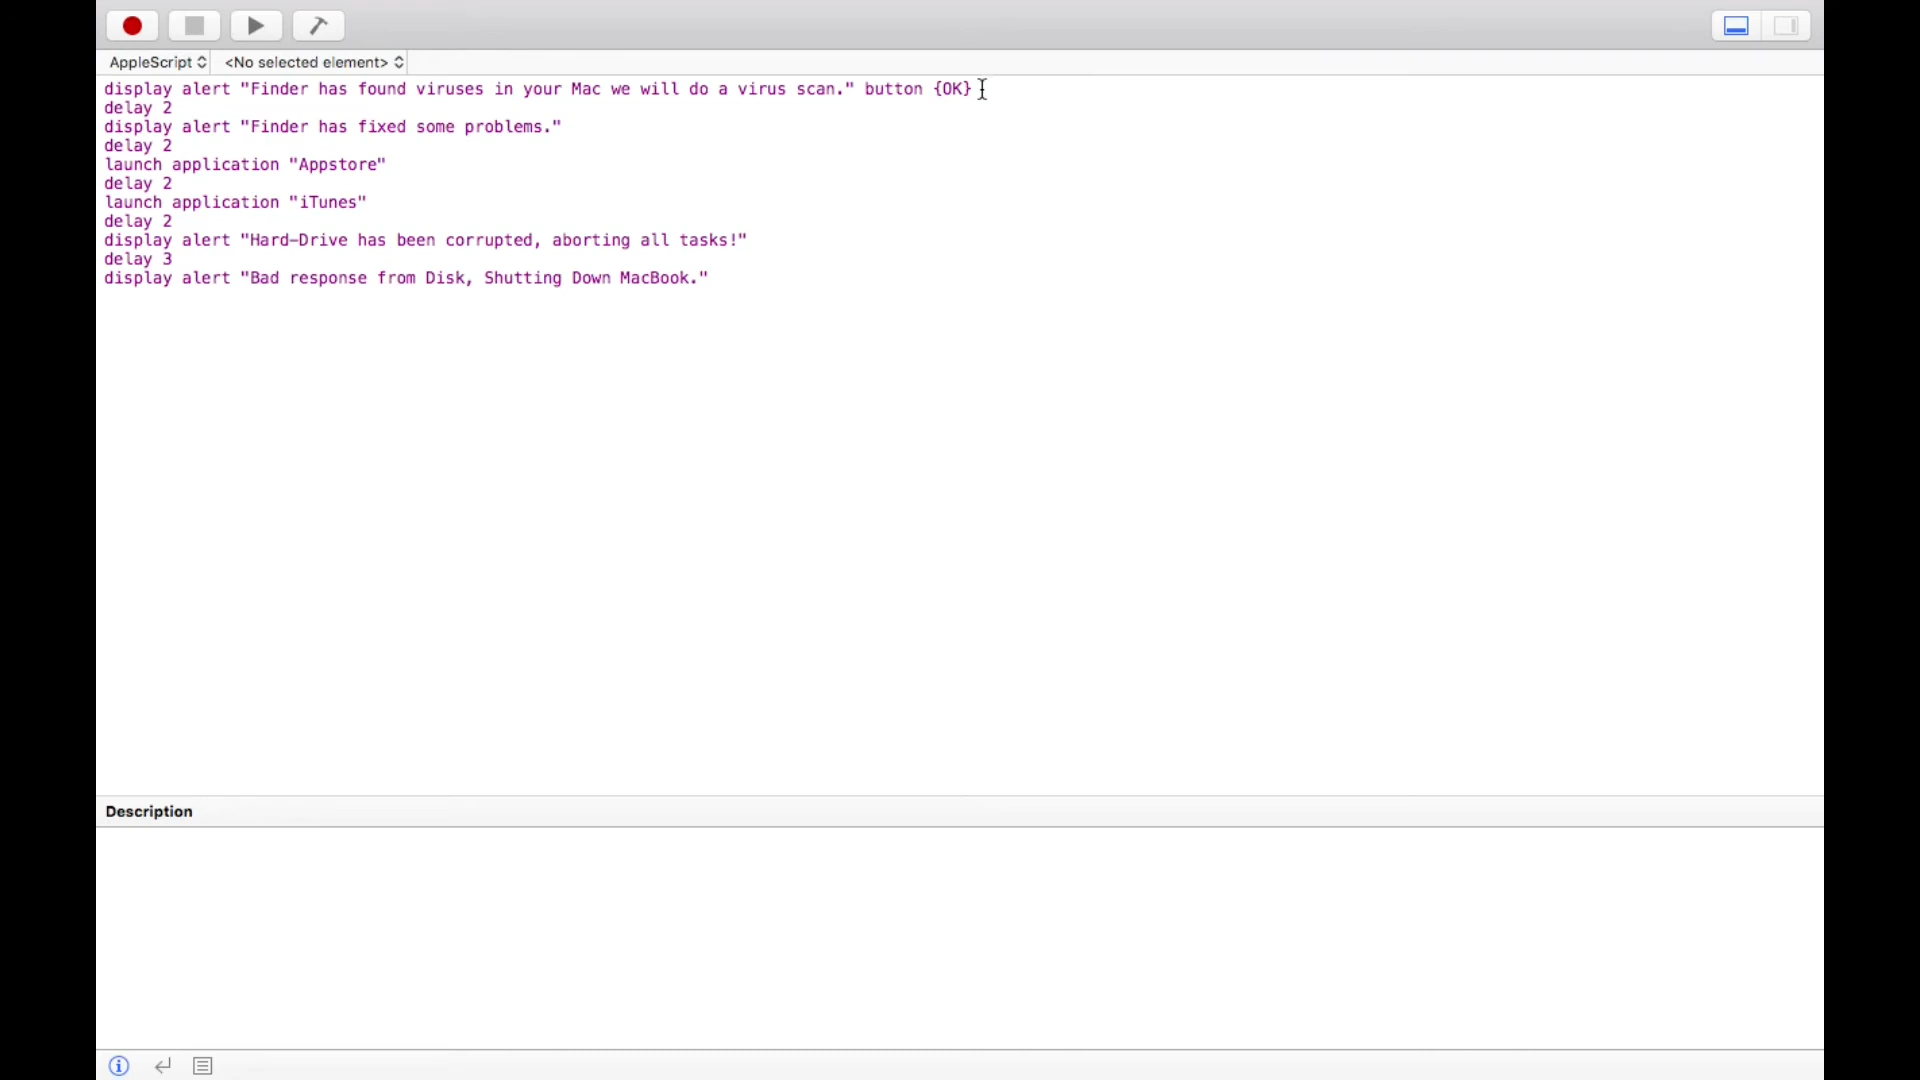 AppleScript <No selected element>
display alert "Finder has found viruses in your Mac we will do a virus scan." button {OK}
delay 2
display alert "Finder has fixed some problems."
delay 2
launch application "Appstore"
delay 2
launch application "iTunes"
delay 2
display alert "Hard-Drive has been corrupted, aborting all tasks!"
delay 3
display alert "Bad response from Disk, Shutting Down MacBook."
Description